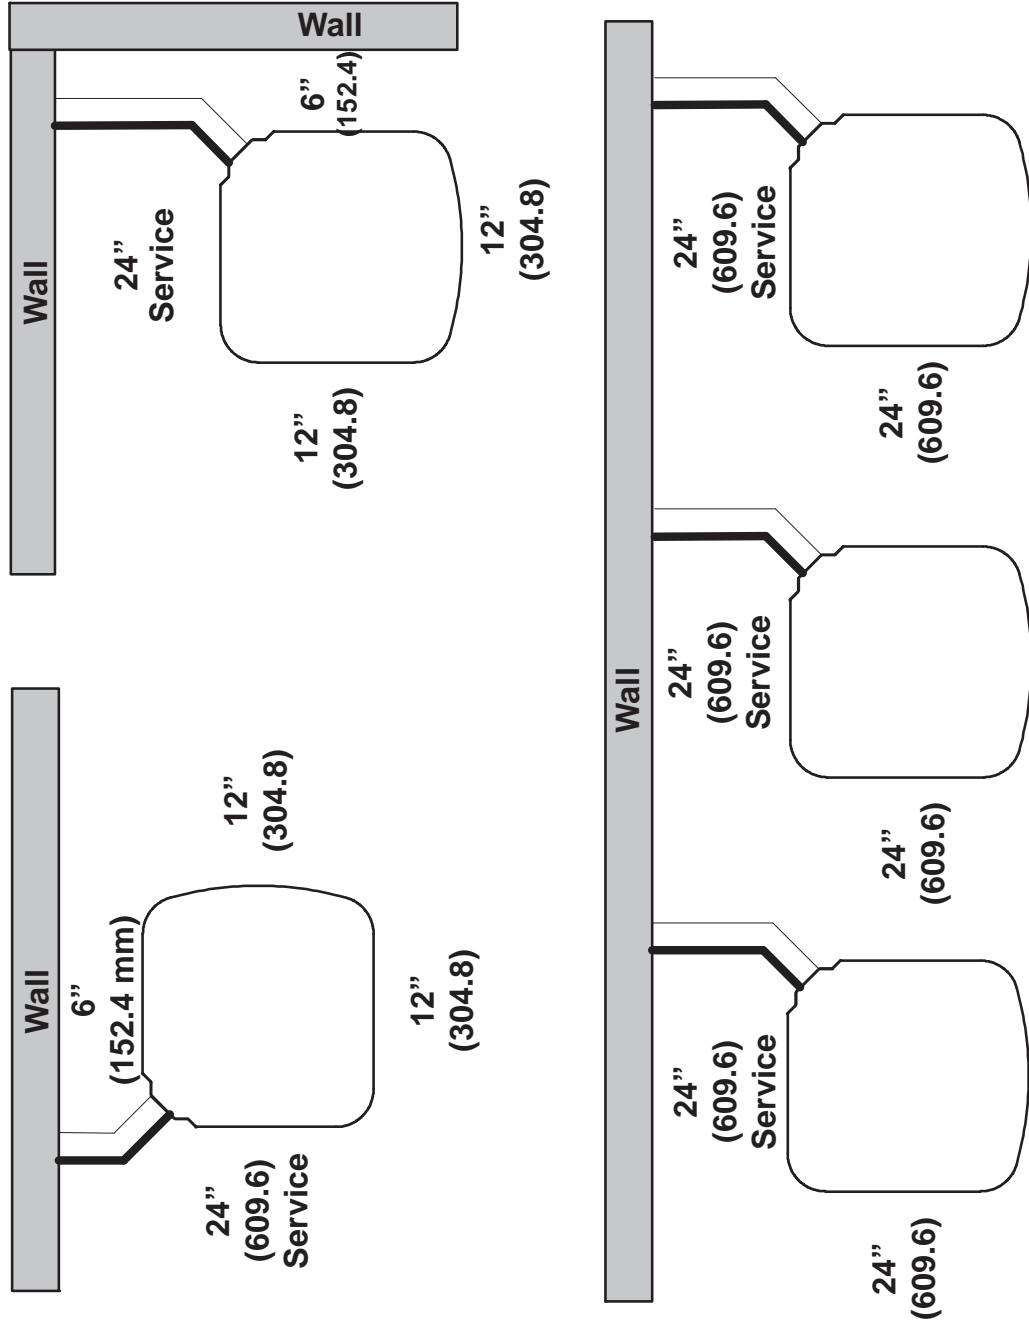 Wall
6”
(152.4)
Wall
24”
Service
12”
(304.8)
12”
(304.8)
Wall
6”
(152.4 mm)
12”
(304.8)
12”
(304.8)
24”
(609.6)
Service
Wall
24”
(609.6)
Service
24”
(609.6)
24”
(609.6)
Service
24”
(609.6)
24”
(609.6)
Service
24”
(609.6)